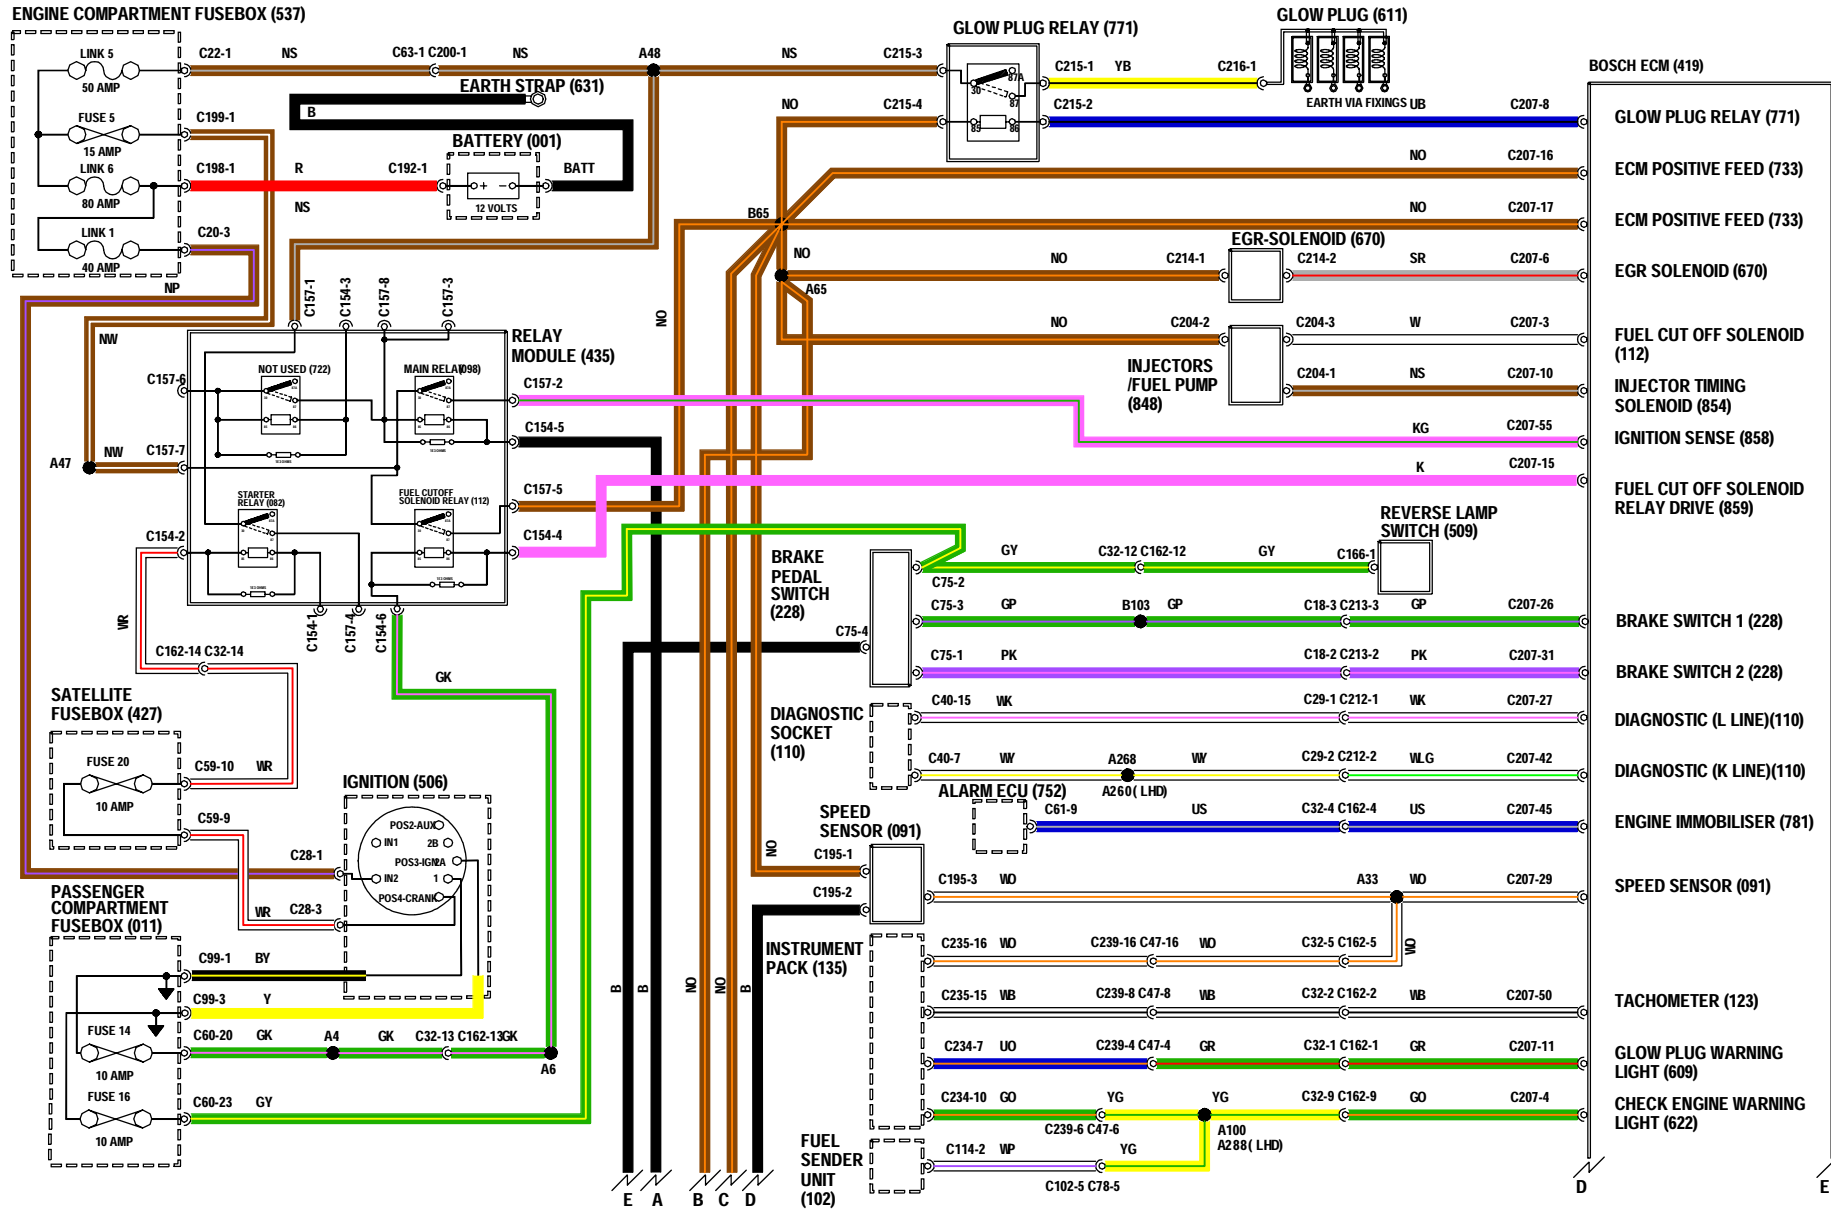 ENGINE COMPARTMENT FUSEBOX (537)
LINK 5
50 AMP
FUSE 5
15 AMP
LINK 6
80 AMP
LINK 1
40 AMP
C22-1
NS
C63-1 C200-1
NS
A48
NS
C215-3
C199-1
C198-1
R
C192-1
NS
C20-3
NP
EARTH STRAP (631)
B
BATTERY (001)
BATT
+ -
12 VOLTS
GLOW PLUG RELAY (771)
30
87A
87
85
86
NO
C215-4
C215-1
YB
C216-1
GLOW PLUG (611)
EARTH VIA FIXINGS
C215-2
UB
C207-8
BOSCH ECM (419)
GLOW PLUG RELAY (771)
NO
C207-16
ECM POSITIVE FEED (733)
B65
NO
C207-17
ECM POSITIVE FEED (733)
EGR-SOLENOID (670)
NO
NO
C214-1
C214-2
SR
C207-6
EGR SOLENOID (670)
A65
NO
C204-2
C204-3
W
C207-3
FUEL CUT OFF SOLENOID
(112)
INJECTORS
/FUEL PUMP
(848)
C204-1
NS
C207-10
INJECTOR TIMING
SOLENOID (854)
KG
C207-55
IGNITION SENSE (858)
K
C207-15
FUEL CUT OFF SOLENOID
RELAY DRIVE (859)
C157-1
C154-3
C157-8
C157-3
NO
NW
RELAY
MODULE (435)
NOT USED (722)
MAIN RELAY(098)
C157-6
C157-2
C154-5
C157-7
NW
A47
STARTER
RELAY (082)
FUEL CUTOFF
SOLENOID RELAY (112)
C157-5
C154-4
C154-2
C154-1
C157-4
C154-6
WR
C162-14 C32-14
GK
SATELLITE
FUSEBOX (427)
FUSE 20
10 AMP
C59-10
WR
C59-9
IGNITION (506)
POS2-AUX
IN1
2B
POS3-IGN
2A
IN2
1
POS4-CRANK
C28-1
WR
C28-3
PASSENGER
COMPARTMENT
FUSEBOX (011)
C99-1
BY
C99-3
Y
FUSE 14
10 AMP
FUSE 16
10 AMP
C60-20
GK
A4
GK
C32-13 C162-13GK
A6
C60-23
GY
BRAKE
PEDAL
SWITCH
(228)
C75-2
GY
C32-12 C162-12
GY
C166-1
REVERSE LAMP
SWITCH (509)
C75-3
GP
B103
GP
C18-3 C213-3
GP
C207-26
BRAKE SWITCH 1 (228)
C75-4
C75-1
PK
C18-2 C213-2
PK
C207-31
BRAKE SWITCH 2 (228)
DIAGNOSTIC
SOCKET
(110)
C40-15
WK
C29-1 C212-1
WK
C207-27
DIAGNOSTIC (L LINE)(110)
C40-7
WY
A268
A260( LHD)
WY
C29-2 C212-2
WLG
C207-42
DIAGNOSTIC (K LINE)(110)
ALARM ECU (752)
C61-9
US
C32-4 C162-4
US
C207-45
ENGINE IMMOBILISER (781)
SPEED
SENSOR (091)
NO
C195-1
C195-2
C195-3
WO
A33
WO
C207-29
SPEED SENSOR (091)
INSTRUMENT
PACK (135)
C235-16
WO
C239-16 C47-16
WO
C32-5 C162-5
WO
C235-15
WB
C239-8 C47-8
WB
C32-2 C162-2
WB
C207-50
TACHOMETER (123)
C234-7
UO
C239-4 C47-4
GR
C32-1 C162-1
GR
C207-11
GLOW PLUG WARNING
LIGHT (609)
C234-10
GO
YG
C239-6 C47-6
YG
A100
A288( LHD)
C32-9 C162-9
GO
C207-4
CHECK ENGINE WARNING
LIGHT (622)
FUEL
SENDER
UNIT
(102)
C114-2
WP
YG
C102-5 C78-5
B
B
NO
NO
B
E
A
B
C
D
D
E